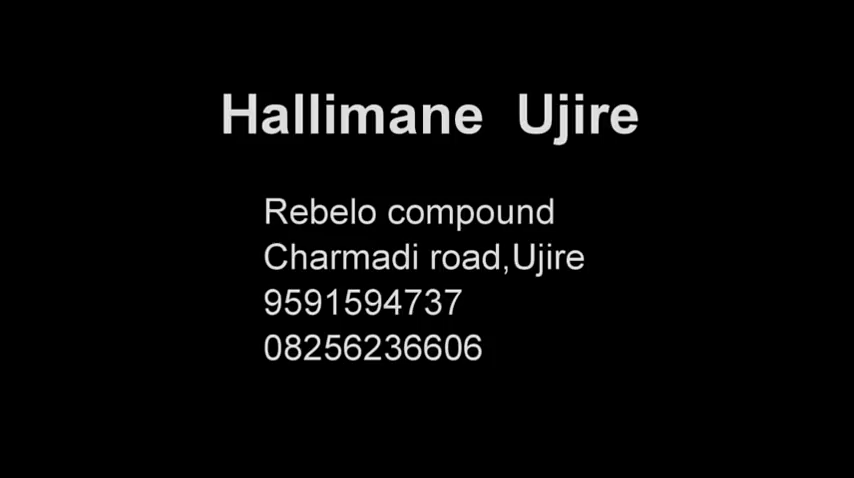 Hallimane Ujire
Rebelo compound
Charmadi road,Ujire
9591594737
08256236606